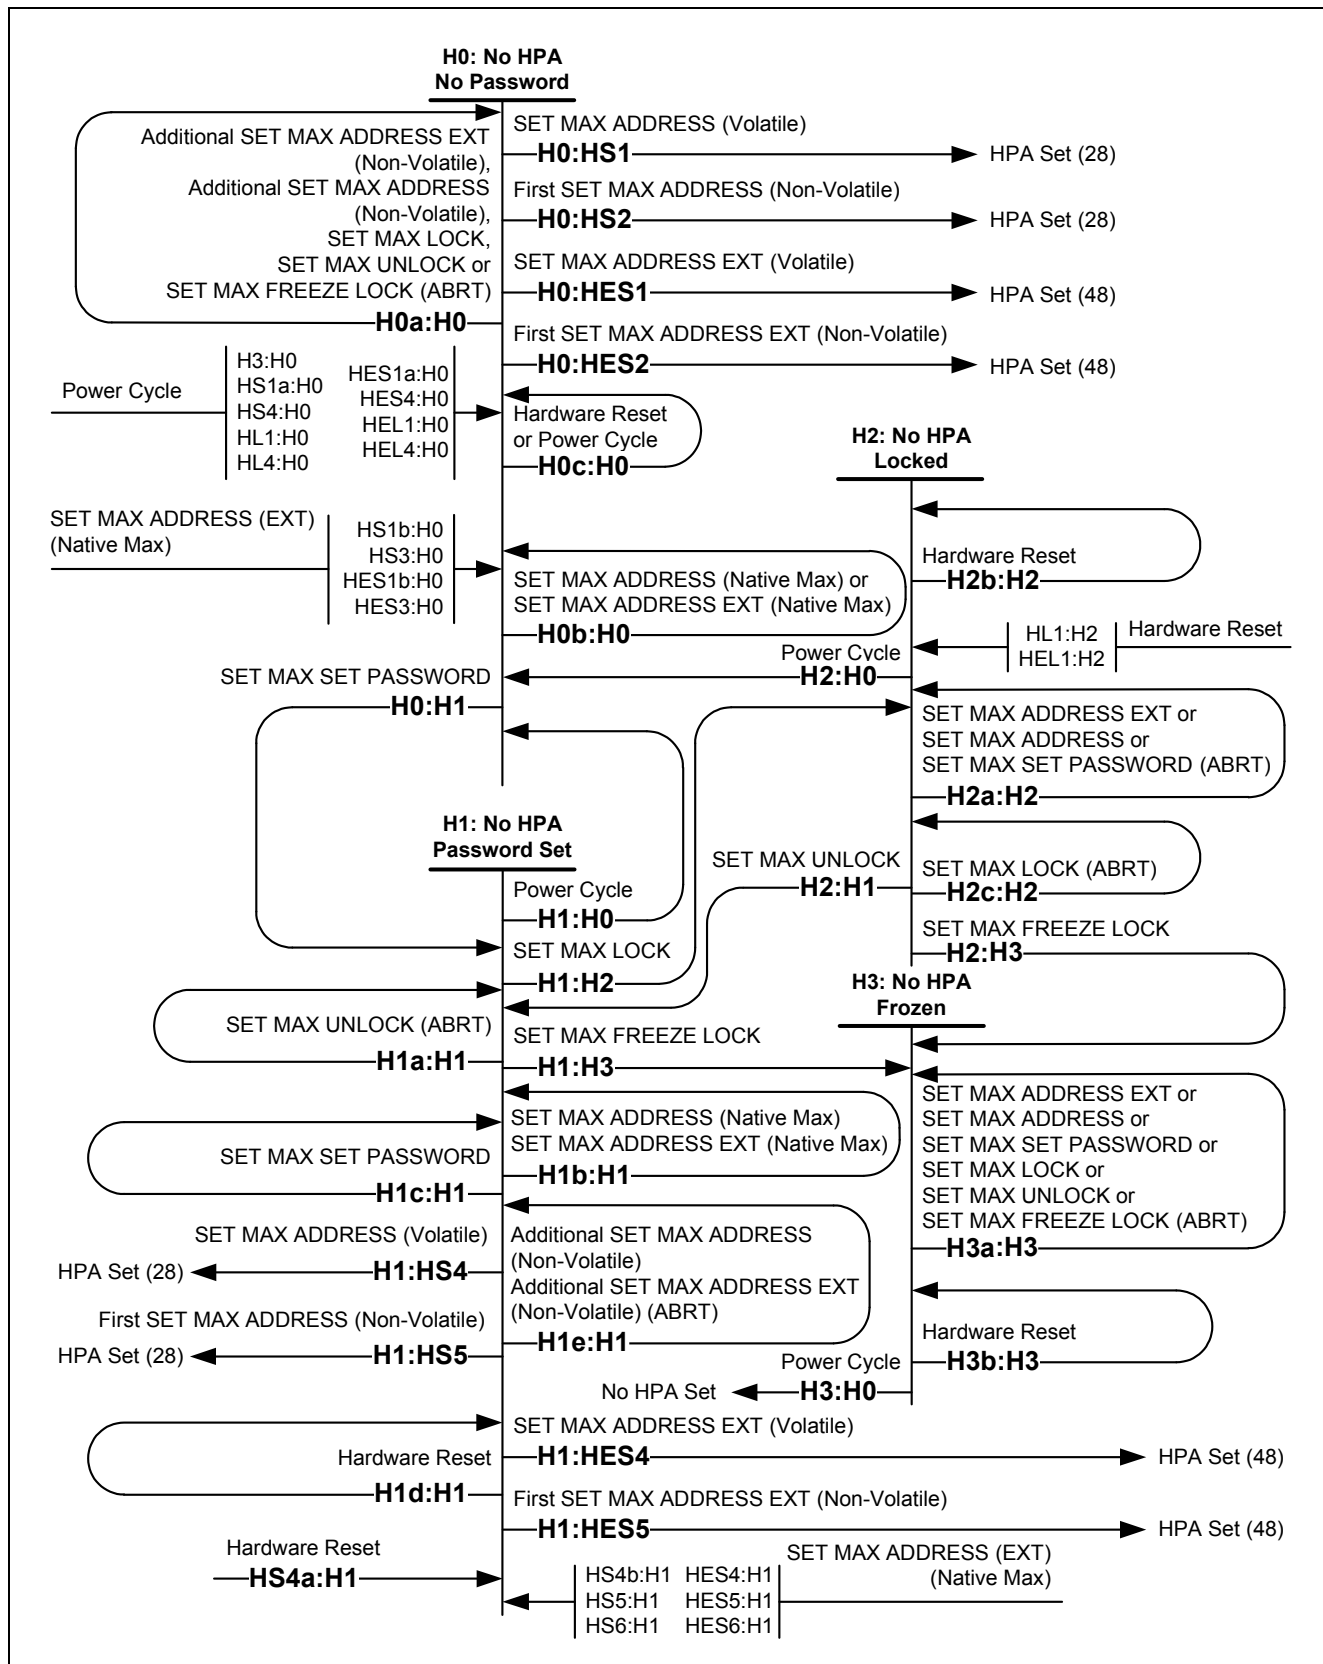 H0: No HPA
No Password
Additional SET MAX ADDRESS EXT
(Non-Volatile),
Additional SET MAX ADDRESS
(Non-Volatile),
SET MAX LOCK,
SET MAX UNLOCK or
SET MAX FREEZE LOCK (ABRT)
H0a:H0
SET MAX ADDRESS (Volatile)
H0:HS1
HPA Set (28)
First SET MAX ADDRESS (Non-Volatile)
H0:HS2
HPA Set (28)
SET MAX ADDRESS EXT (Volatile)
H0:HES1
HPA Set (48)
First SET MAX ADDRESS EXT (Non-Volatile)
H0:HES2
HPA Set (48)
Power Cycle
H3:H0
HS1a:H0
HS4:H0
HL1:H0
HL4:H0
HES1a:H0
HES4:H0
HEL1:H0
HEL4:H0
Hardware Reset
or Power Cycle
H0c:H0
SET MAX ADDRESS (EXT)
(Native Max)
HS1b:H0
HS3:H0
HES1b:H0
HES3:H0
SET MAX ADDRESS (Native Max) or
SET MAX ADDRESS EXT (Native Max)
H0b:H0
SET MAX SET PASSWORD
H0:H1
H2: No HPA
Locked
Hardware Reset
H2b:H2
HL1:H2
HEL1:H2
Hardware Reset
Power Cycle
H2:H0
SET MAX ADDRESS EXT or
SET MAX ADDRESS or
SET MAX SET PASSWORD (ABRT)
H2a:H2
SET MAX UNLOCK
H2:H1
SET MAX LOCK (ABRT)
H2c:H2
SET MAX FREEZE LOCK
H2:H3
H1: No HPA
Password Set
Power Cycle
H1:H0
SET MAX LOCK
H1:H2
SET MAX UNLOCK (ABRT)
H1a:H1
SET MAX FREEZE LOCK
H1:H3
H3: No HPA
Frozen
SET MAX ADDRESS EXT or
SET MAX ADDRESS or
SET MAX SET PASSWORD or
SET MAX LOCK or
SET MAX UNLOCK or
SET MAX FREEZE LOCK (ABRT)
H3a:H3
SET MAX ADDRESS (Native Max)
SET MAX ADDRESS EXT (Native Max)
H1b:H1
SET MAX SET PASSWORD
H1c:H1
SET MAX ADDRESS (Volatile)
HPA Set (28)
H1:HS4
Additional SET MAX ADDRESS
(Non-Volatile)
Additional SET MAX ADDRESS EXT
(Non-Volatile) (ABRT)
H1e:H1
First SET MAX ADDRESS (Non-Volatile)
HPA Set (28)
H1:HS5
Hardware Reset
H3b:H3
Power Cycle
No HPA Set
H3:H0
SET MAX ADDRESS EXT (Volatile)
H1:HES4
HPA Set (48)
Hardware Reset
H1d:H1
First SET MAX ADDRESS EXT (Non-Volatile)
H1:HES5
HPA Set (48)
Hardware Reset
HS4a:H1
SET MAX ADDRESS (EXT)
(Native Max)
HS4b:H1 HES4:H1
HS5:H1 HES5:H1
HS6:H1 HES6:H1